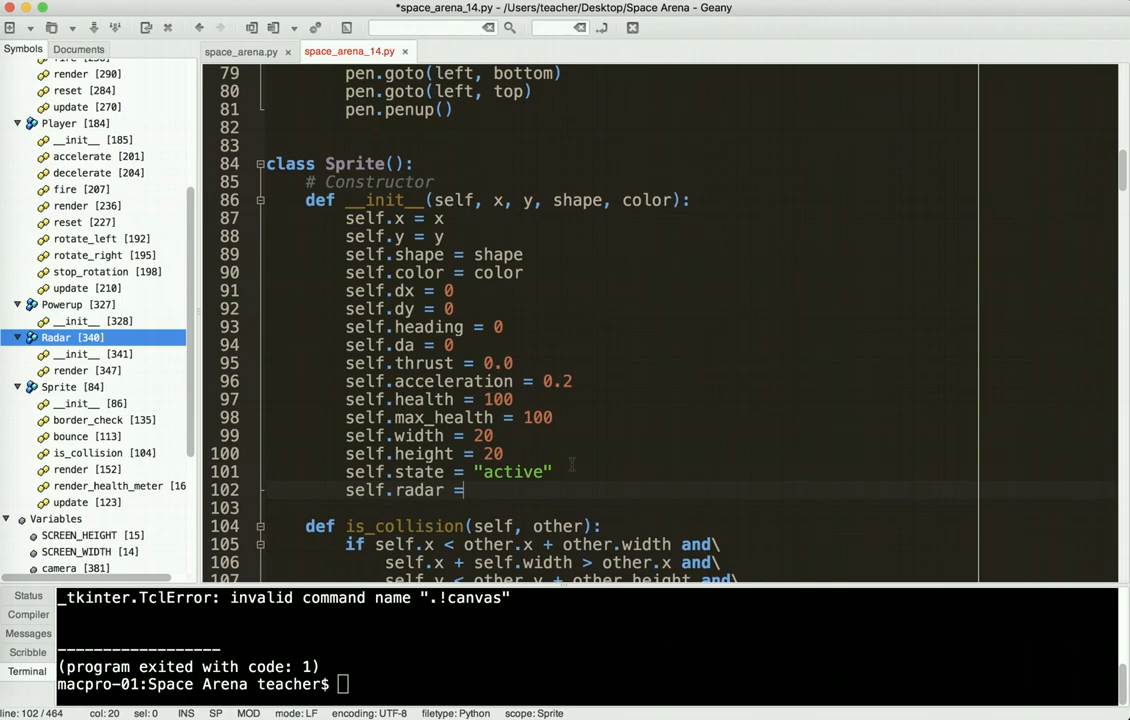 *space_arena_14.py - /Users/teacher/Desktop/Space Arena - Geany
Symbols Documents
space_arena.py × space_arena_14.py ×
render [290]
reset [284]
update [270]
Player [184]
__init__ [185]
accelerate [201]
decelerate [204]
fire [207]
render [236]
reset [227]
rotate_left [192]
rotate_right [195]
stop_rotation [198]
update [210]
Powerup [327]
__init__ [328]
Radar [340]
__init__ [341]
render [347]
Sprite [84]
__init__ [86]
border_check [135]
bounce [113]
is_collision [104]
render [152]
render_health_meter [16
update [123]
Variables
SCREEN_HEIGHT [15]
SCREEN_WIDTH [14]
camera [381]
79 pen.goto(left, bottom)
80 pen.goto(left, top)
81 pen.penup()
82
83
84 class Sprite():
85 # Constructor
86 def __init__(self, x, y, shape, color):
87 self.x = x
88 self.y = y
89 self.shape = shape
90 self.color = color
91 self.dx = 0
92 self.dy = 0
93 self.heading = 0
94 self.da = 0
95 self.thrust = 0.0
96 self.acceleration = 0.2
97 self.health = 100
98 self.max_health = 100
99 self.width = 20
100 self.height = 20
101 self.state = "active"
102 self.radar =
103
104 def is_collision(self, other):
105 if self.x < other.x + other.width and\
106 self.x + self.width > other.x and\
107 self.y < other.y + other.height and\
Status
Compiler
Messages
Scribble
Terminal
_tkinter.TclError: invalid command name ".!canvas"
------------------
(program exited with code: 1)
macpro-01:Space Arena teacher$
line: 102 / 464 col: 20 sel: 0 INS SP MOD mode: LF encoding: UTF-8 filetype: Python scope: Sprite